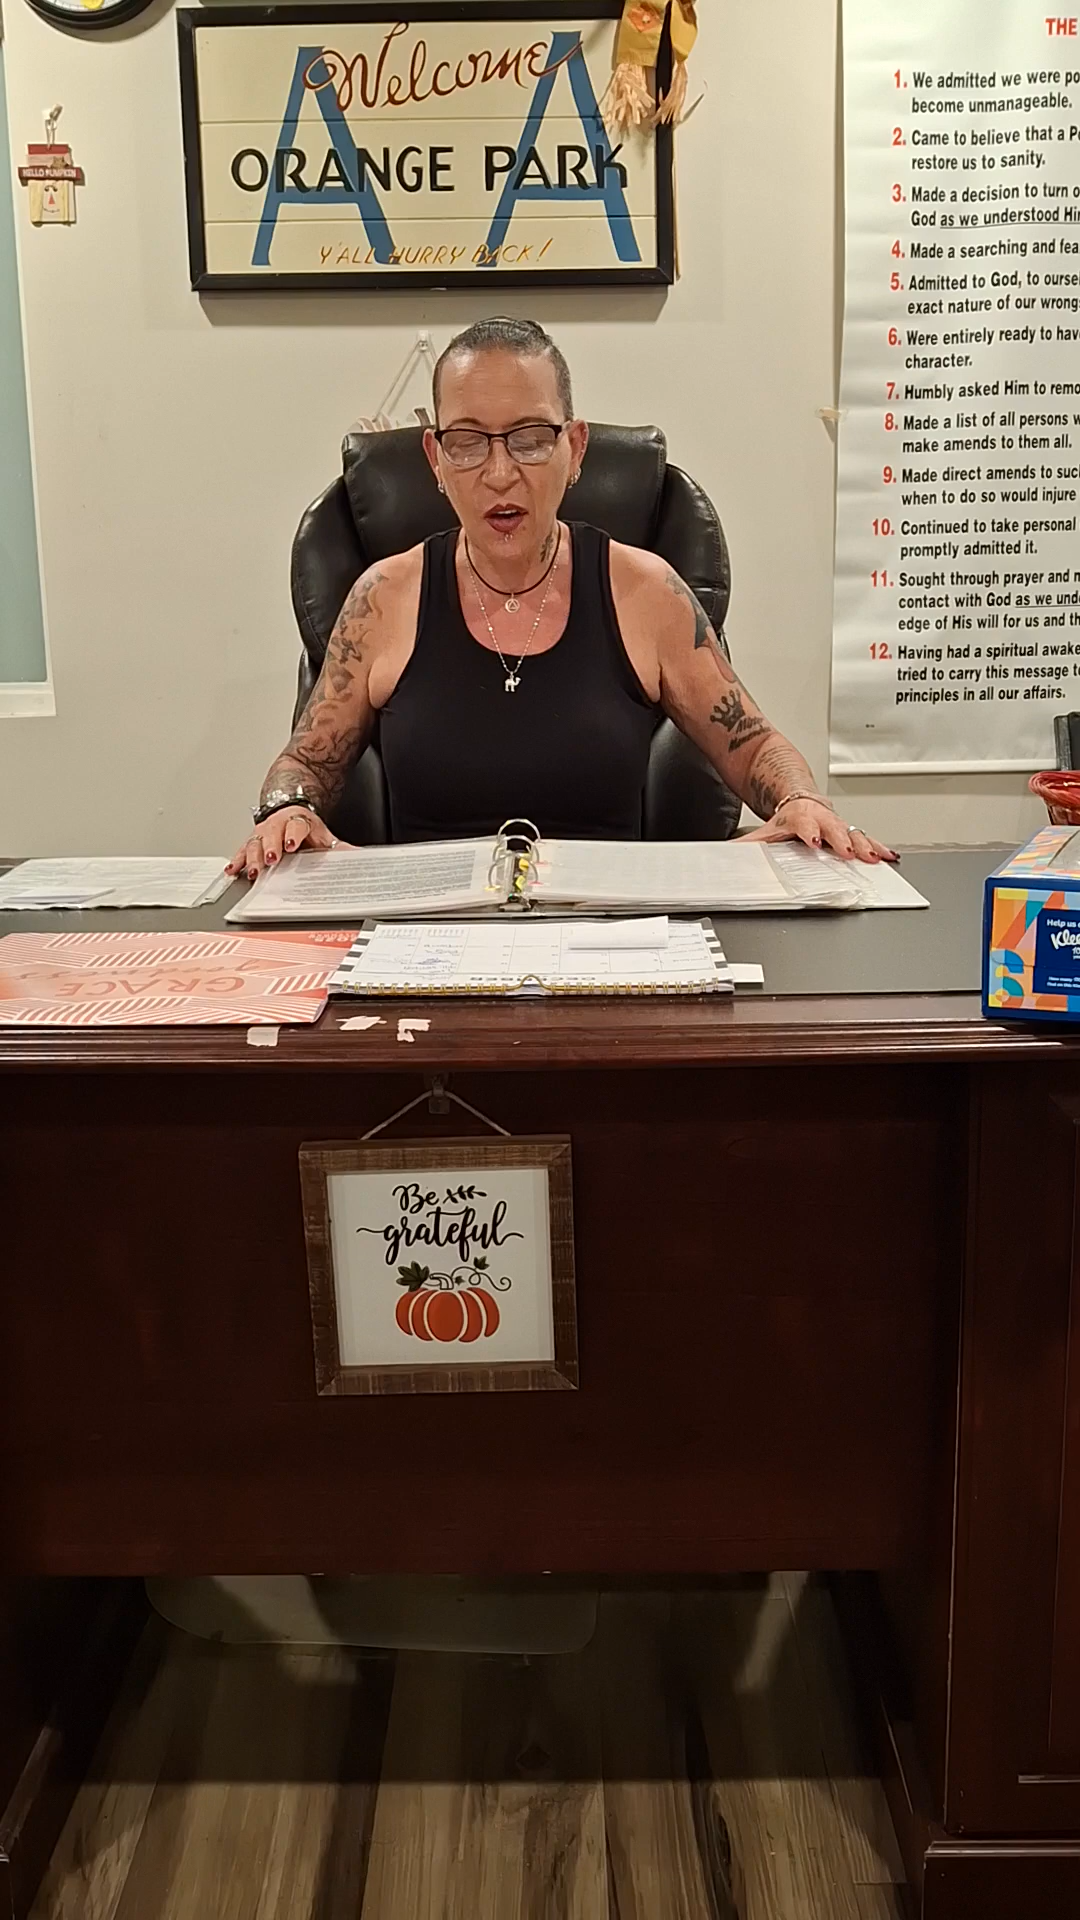 Welcome
ORANGE PARK
AA
Y'ALL HURRY BACK!
HELLO PUMPKIN
THE
1. We admitted we were po
become unmanageable.
2. Came to believe that a Po
restore us to sanity.
3. Made a decision to turn o
God as we understood Hi
4. Made a searching and fea
5. Admitted to God, to ourse
exact nature of our wrong
6. Were entirely ready to hav
character.
7. Humbly asked Him to remo
8. Made a list of all persons w
make amends to them all.
9. Made direct amends to suc
when to do so would injure
10. Continued to take personal
promptly admitted it.
11. Sought through prayer and m
contact with God as we und
edge of His will for us and th
12. Having had a spiritual awake
tried to carry this message t
principles in all our affairs.
GRACE
DECEMBER
Help us
Klee
Be
grateful